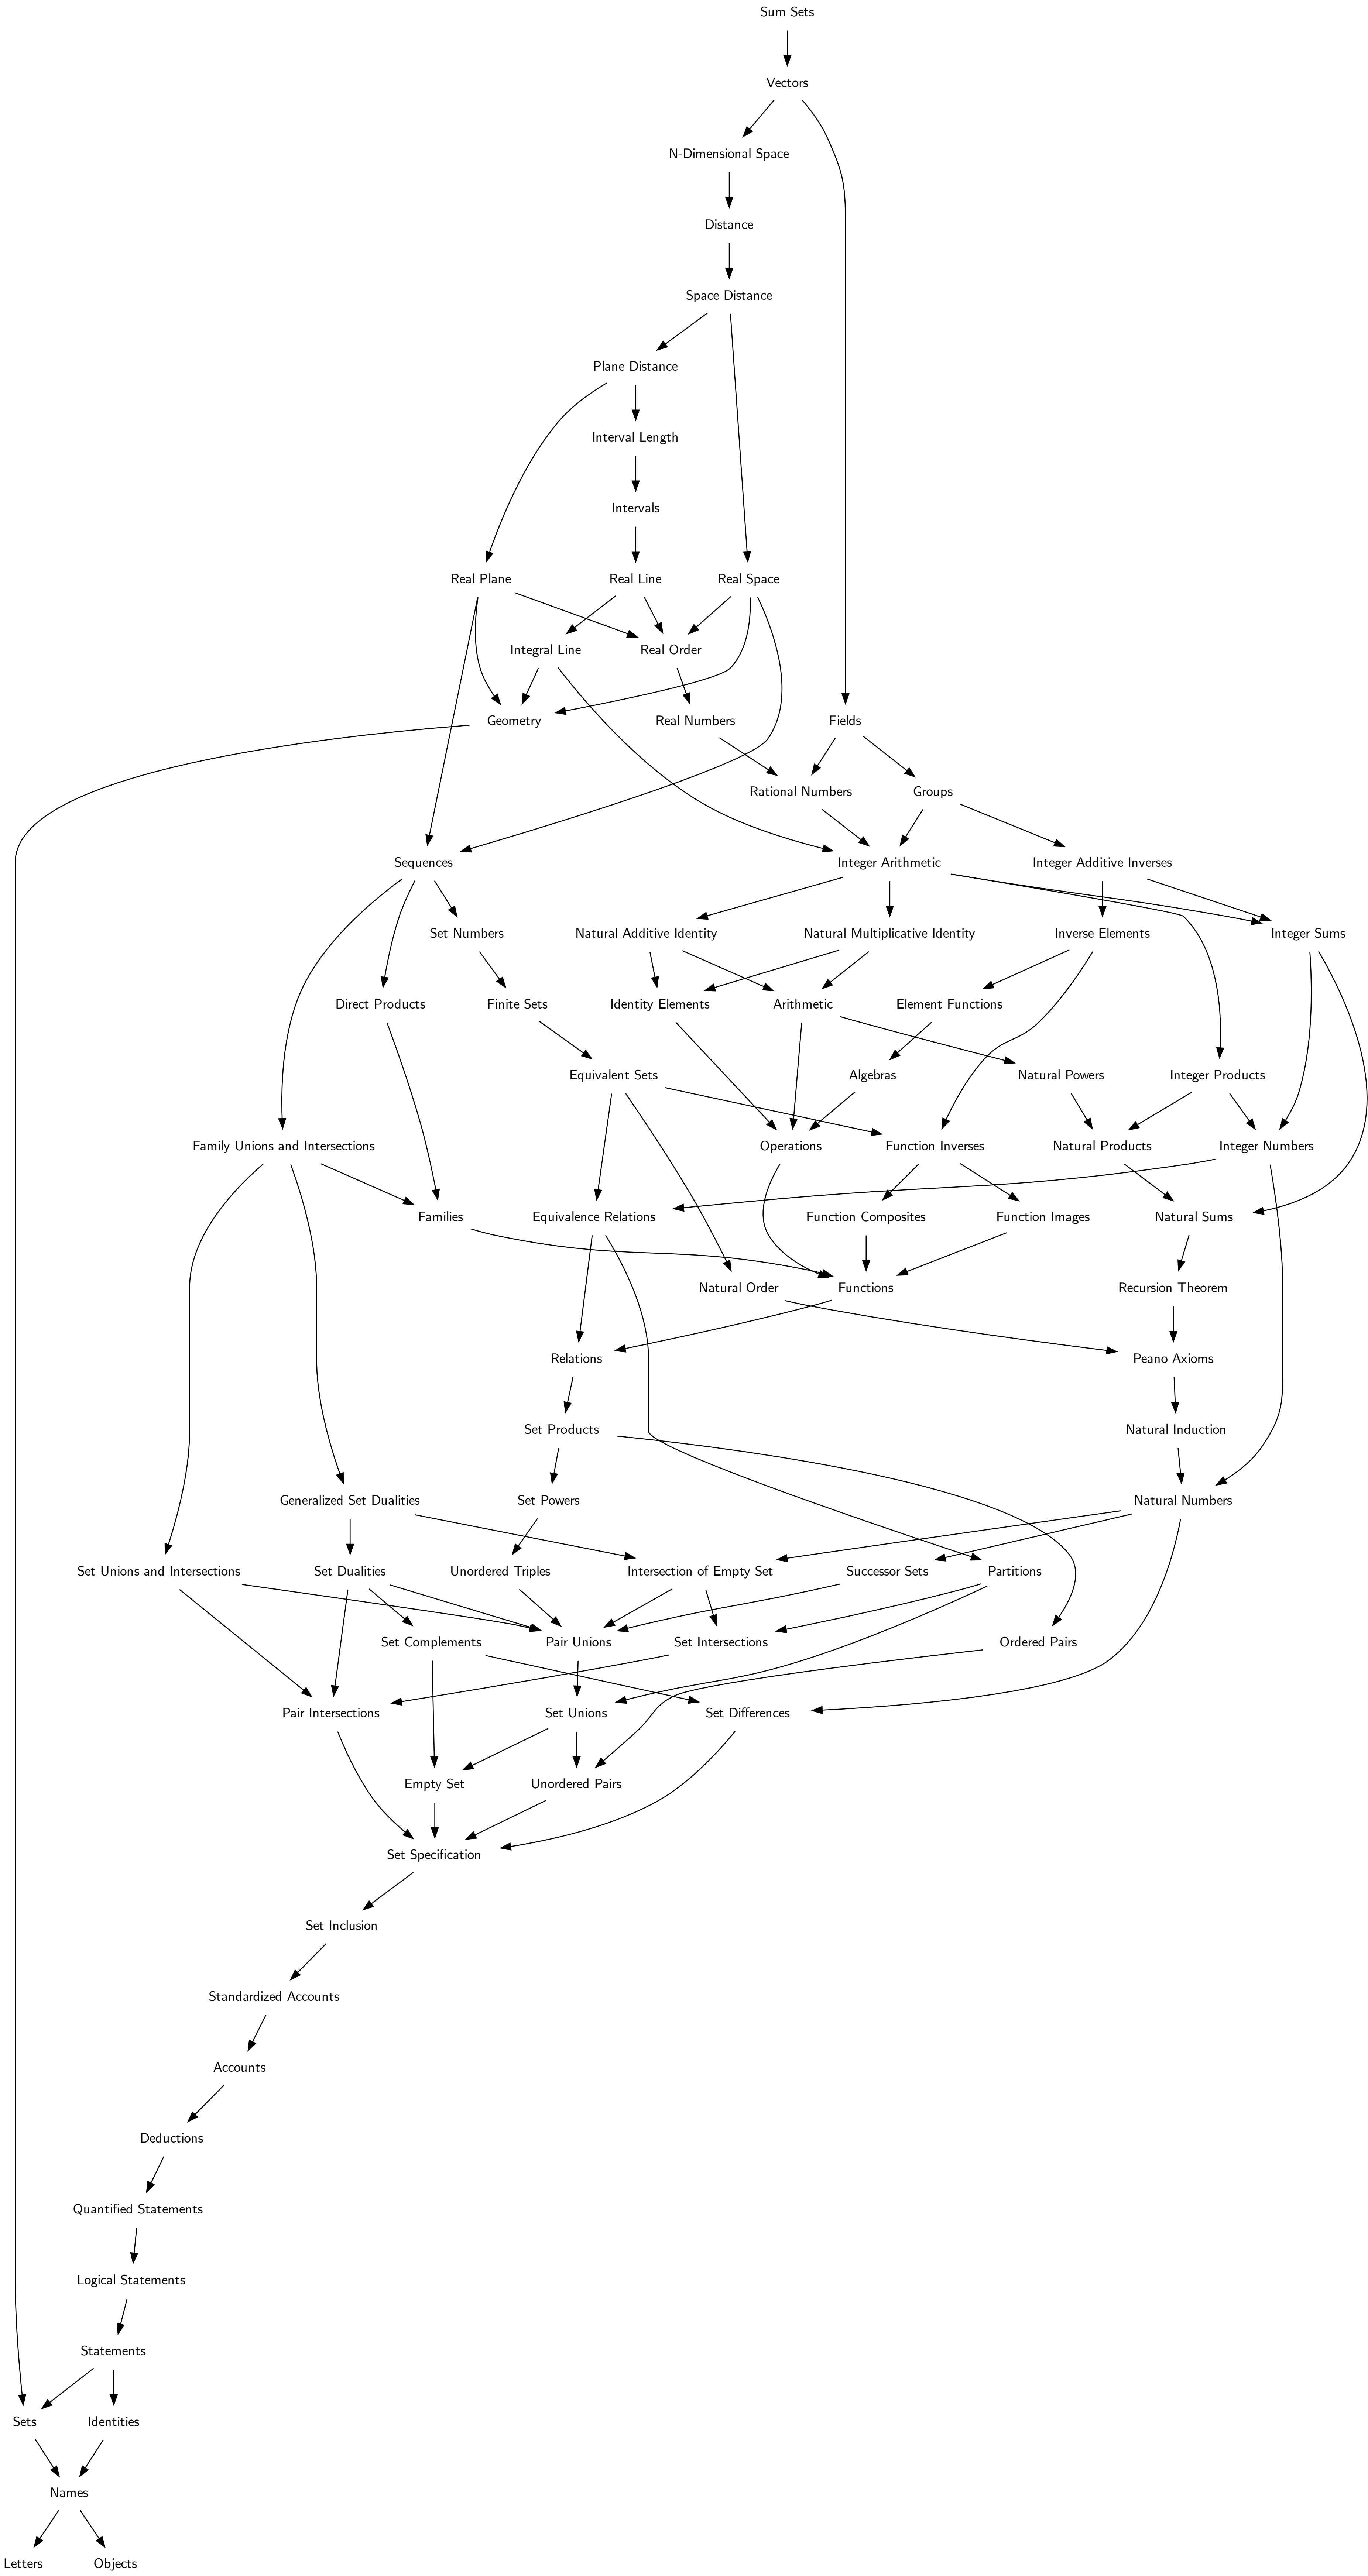 Sum Sets
Vectors
N-Dimensional Space
Distance
Space Distance
Plane Distance
Interval Length
Intervals
Real Plane
Real Line
Real Space
Integral Line
Real Order
Geometry
Real Numbers
Fields
Rational Numbers
Groups
Sequences
Integer Arithmetic
Integer Additive Inverses
Set Numbers
Natural Additive Identity
Natural Multiplicative Identity
Inverse Elements
Integer Sums
Direct Products
Finite Sets
Identity Elements
Arithmetic
Element Functions
Equivalent Sets
Algebras
Natural Powers
Integer Products
Family Unions and Intersections
Operations
Function Inverses
Natural Products
Integer Numbers
Families
Equivalence Relations
Function Composites
Function Images
Natural Sums
Natural Order
Functions
Recursion Theorem
Relations
Peano Axioms
Set Products
Natural Induction
Generalized Set Dualities
Set Powers
Natural Numbers
Set Unions and Intersections
Set Dualities
Unordered Triples
Intersection of Empty Set
Successor Sets
Partitions
Set Complements
Pair Unions
Set Intersections
Ordered Pairs
Pair Intersections
Set Unions
Set Differences
Empty Set
Unordered Pairs
Set Specification
Set Inclusion
Standardized Accounts
Accounts
Deductions
Quantified Statements
Logical Statements
Statements
Sets
Identities
Names
Letters
Objects